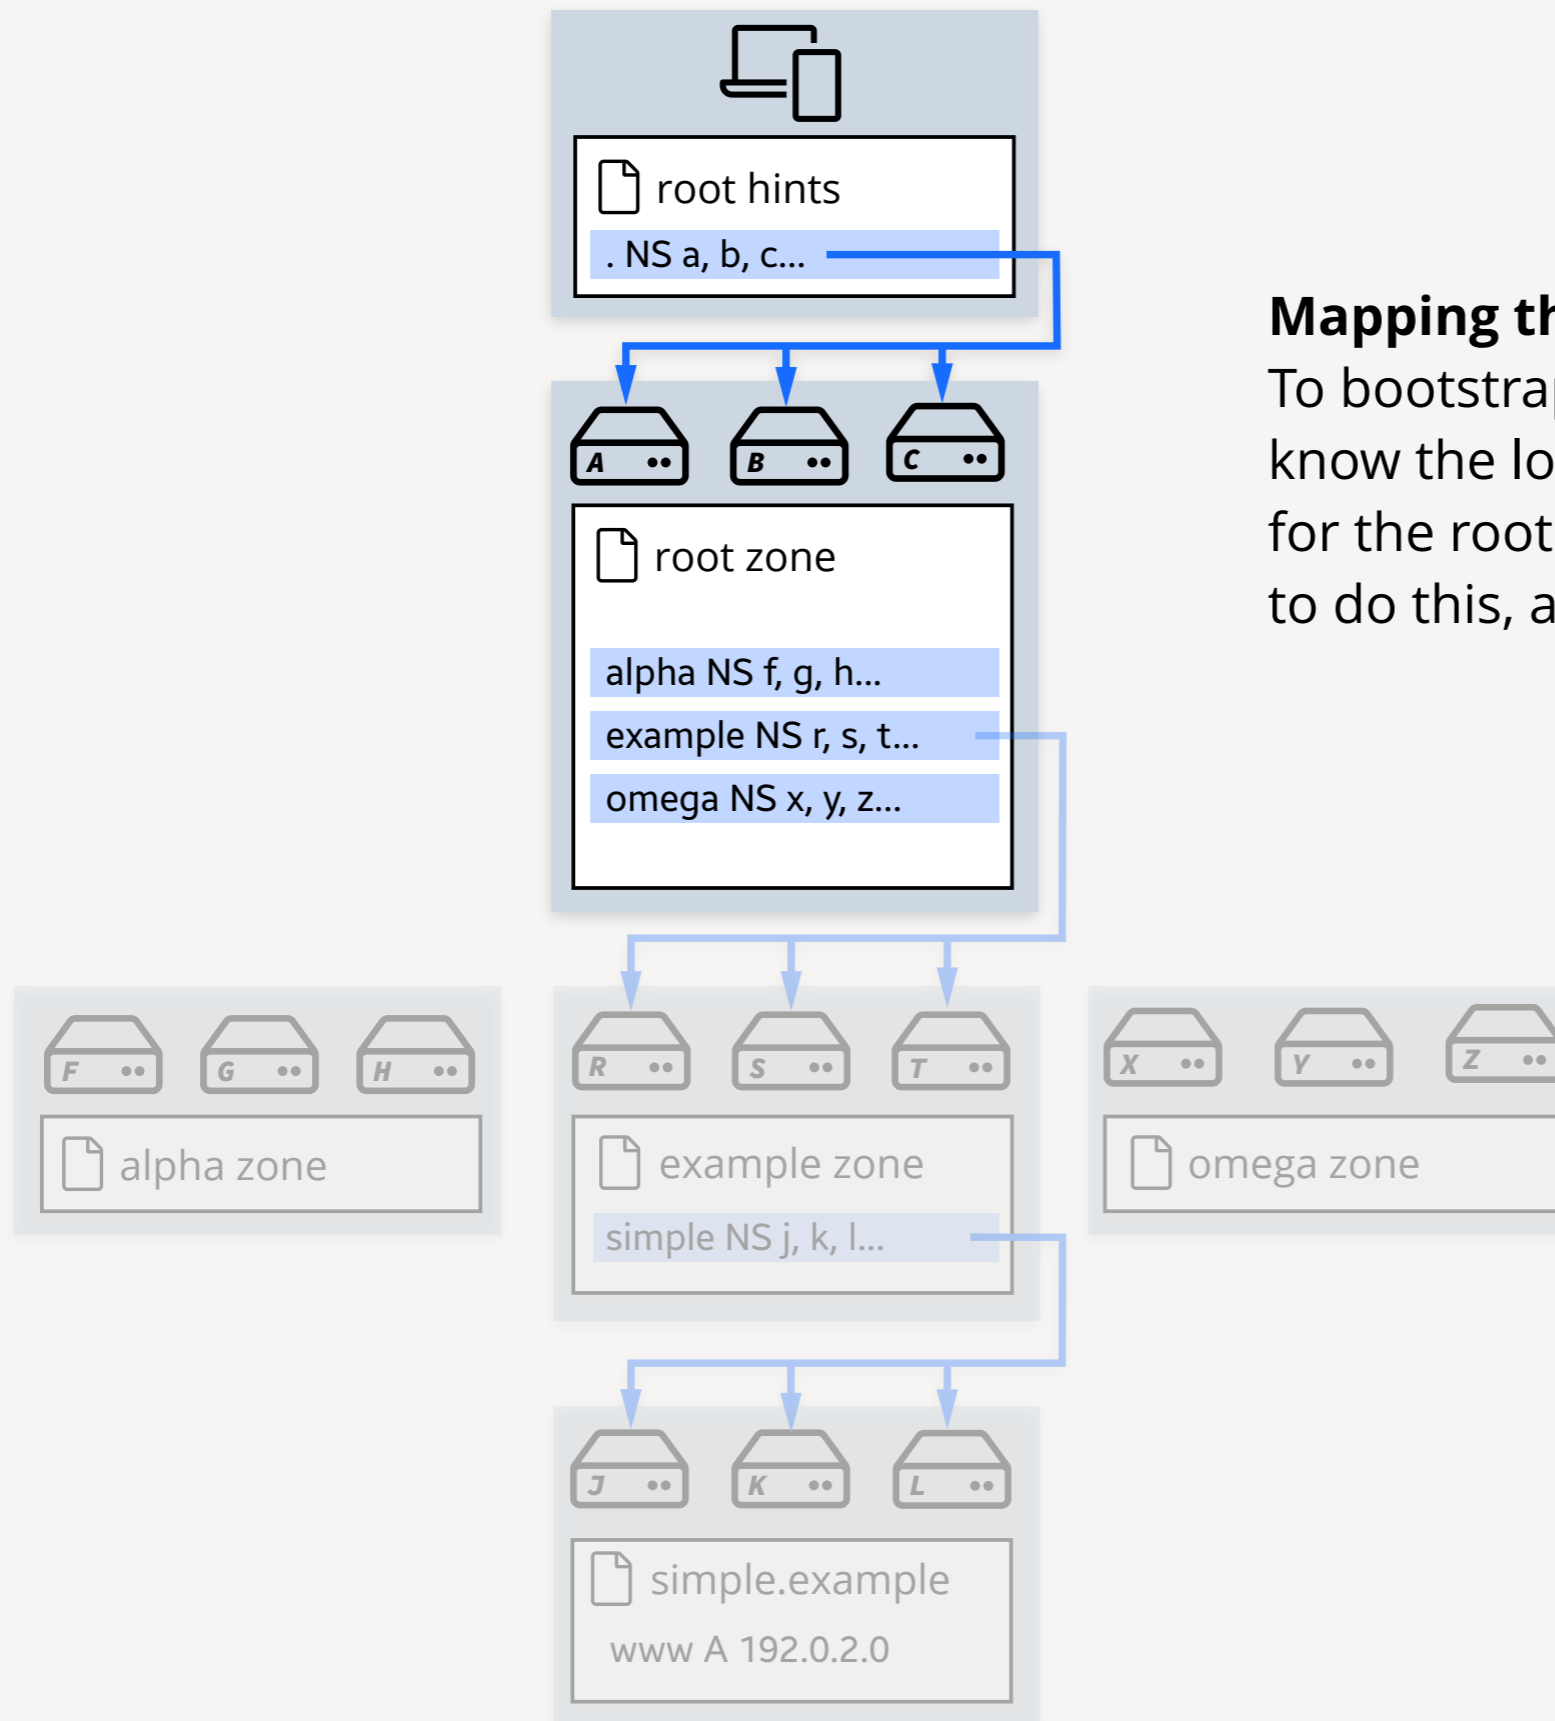 root hints
. NS a, b, c...
Mapping th
To bootstrap
know the lo
for the root
to do this, a
A
B
C
root zone
alpha NS f, g, h...
example NS r, s, t...
omega NS x, y, z...
F
G
H
alpha zone
R
S
T
example zone
simple NS j, k, l...
X
Y
Z
omega zone
J
K
L
simple.example
www A 192.0.2.0